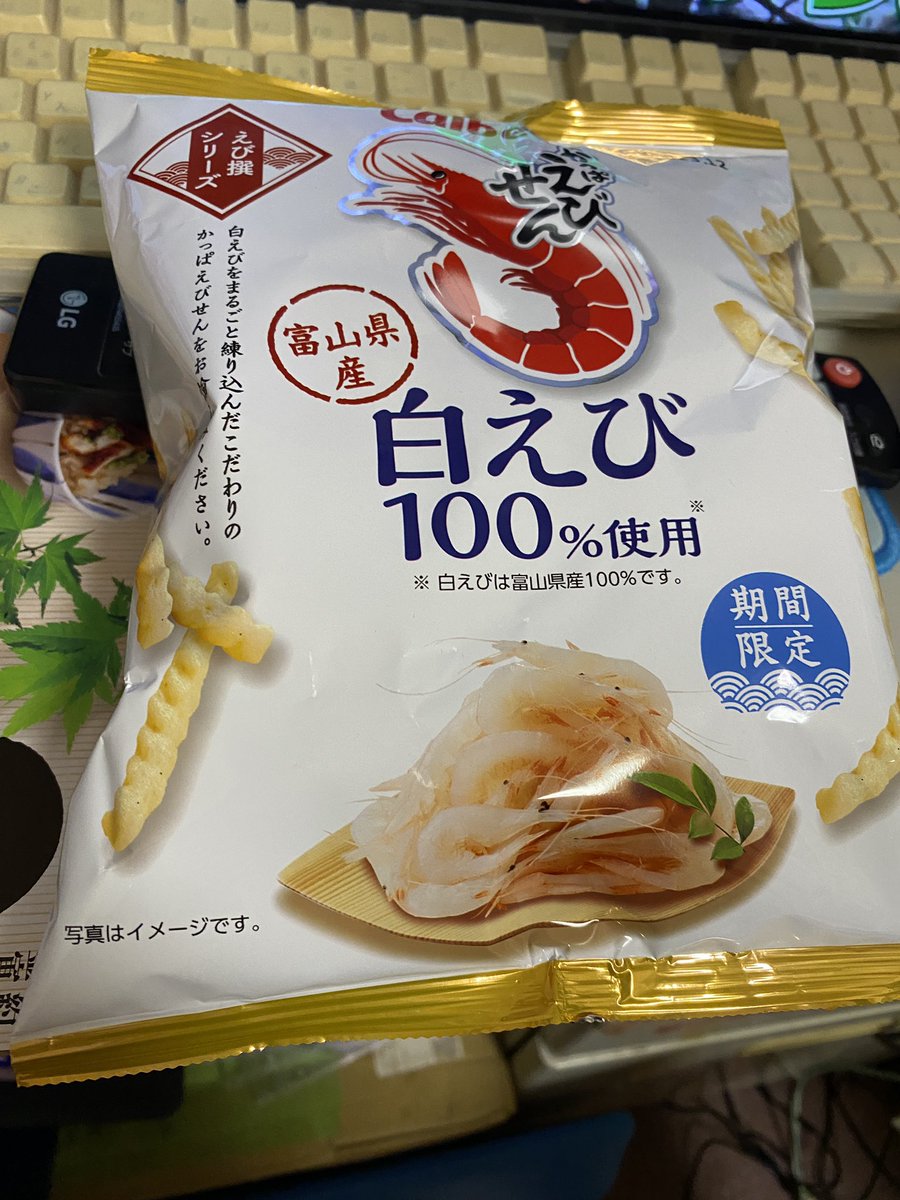 Calbe
かっぱ
えび
せん
.12
えび撰
シリーズ
白えびをまるごと練り込んだこだわりの
かっぱえびせんをお ください。
富山県
産
白えび
100%使用※
※ 白えびは富山県産100%です。
期間
限定
写真はイメージです。
LG